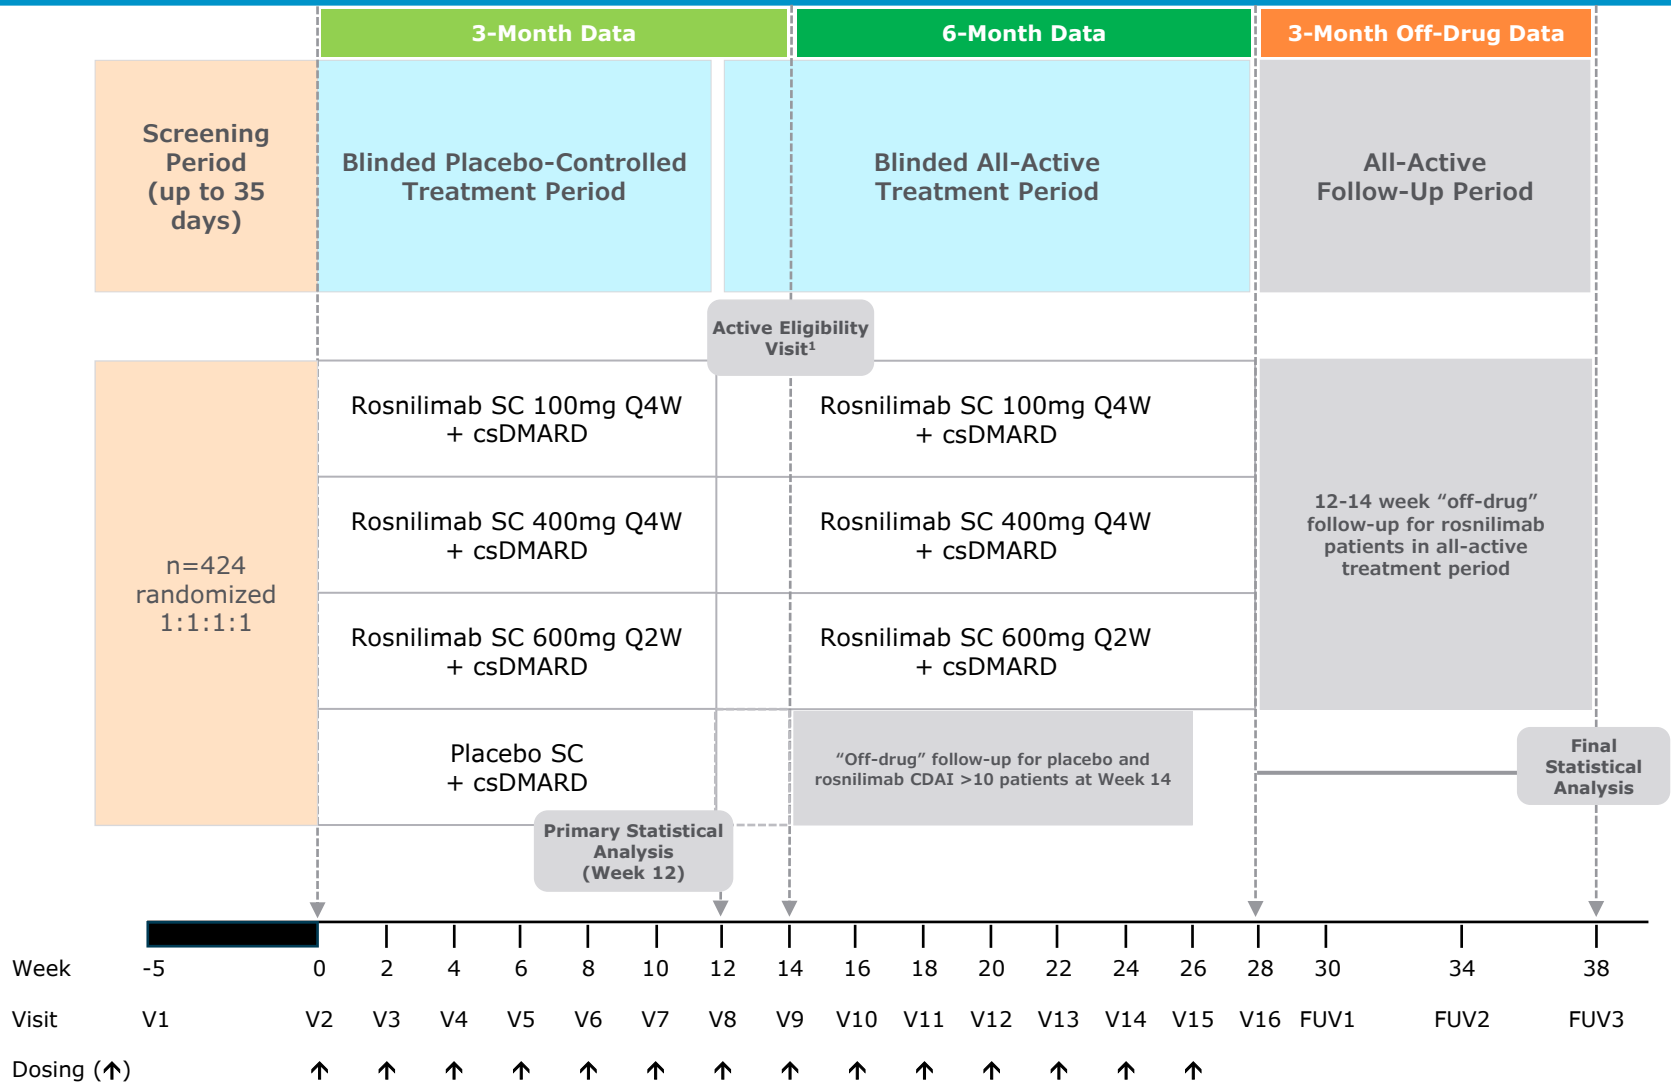 3-Month Data
6-Month Data
3-Month Off-Drug Data
Screening
Period
(up to 35
days)
Blinded Placebo-Controlled
Treatment Period
Blinded All-Active
Treatment Period
All-Active
Follow-Up Period
Active Eligibility
Visit¹
n=424
randomized
1:1:1:1
Rosnilimab SC 100mg Q4W
+ csDMARD
Rosnilimab SC 100mg Q4W
+ csDMARD
Rosnilimab SC 400mg Q4W
+ csDMARD
Rosnilimab SC 400mg Q4W
+ csDMARD
Rosnilimab SC 600mg Q2W
+ csDMARD
Rosnilimab SC 600mg Q2W
+ csDMARD
12-14 week “off-drug”
follow-up for rosnilimab
patients in all-active
treatment period
Placebo SC
+ csDMARD
“Off-drug” follow-up for placebo and
rosnilimab CDAI >10 patients at Week 14
Final
Statistical
Analysis
Primary Statistical
Analysis
(Week 12)
Week -5 0 2 4 6 8 10 12 14 16 18 20 22 24 26 28 30 34 38
Visit V1 V2 V3 V4 V5 V6 V7 V8 V9 V10 V11 V12 V13 V14 V15 V16 FUV1 FUV2 FUV3
Dosing (↑) ↑ ↑ ↑ ↑ ↑ ↑ ↑ ↑ ↑ ↑ ↑ ↑ ↑ ↑